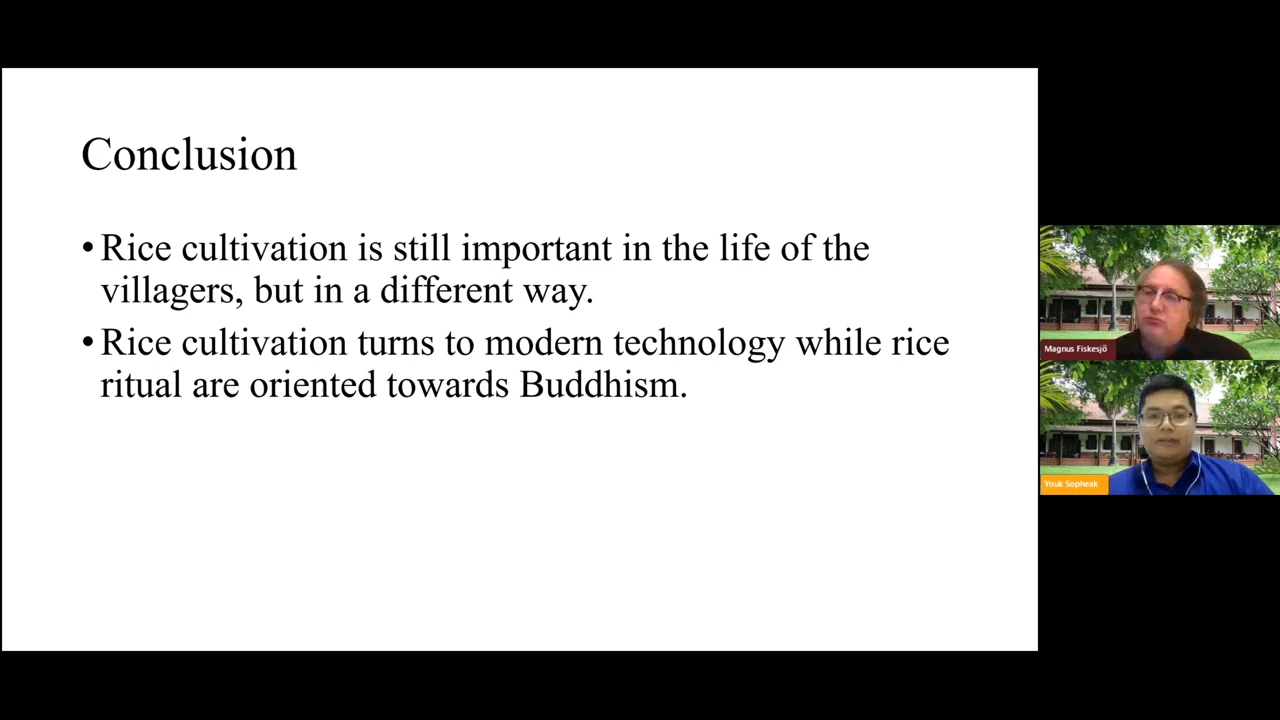 Conclusion
•Rice cultivation is still important in the life of the
villagers, but in a different way.
•Rice cultivation turns to modern technology while rice
ritual are oriented towards Buddhism.
Magnus Fiskesjö
Youk Sopheak